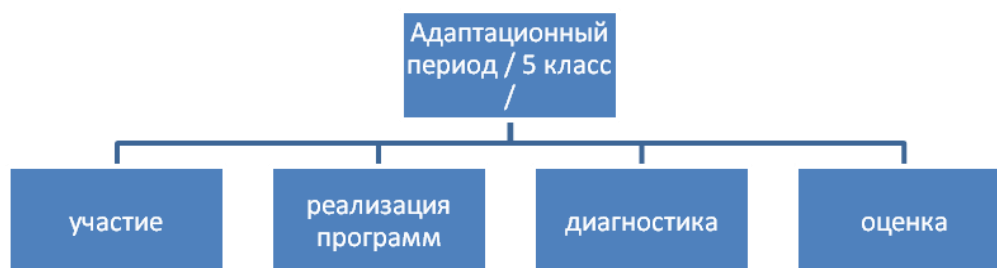 Адаптационный
период / 5 класс
/
участие
реализация
программ
диагностика
оценка